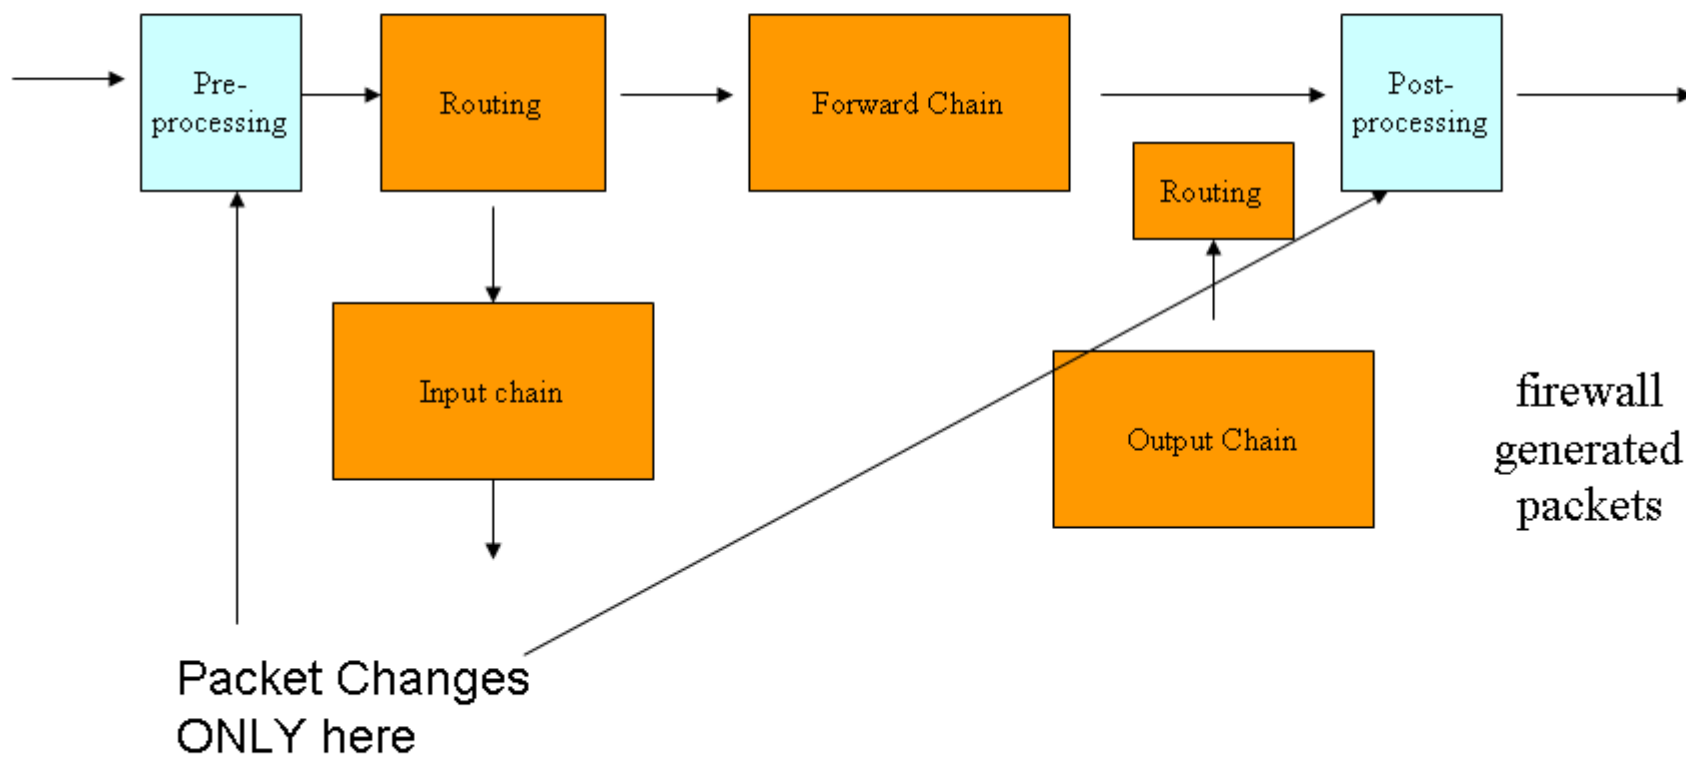 Pre-
processing
Routing
Forward Chain
Post-
processing
Routing
Input chain
Output Chain
firewall
generated
packets
Packet Changes
ONLY here